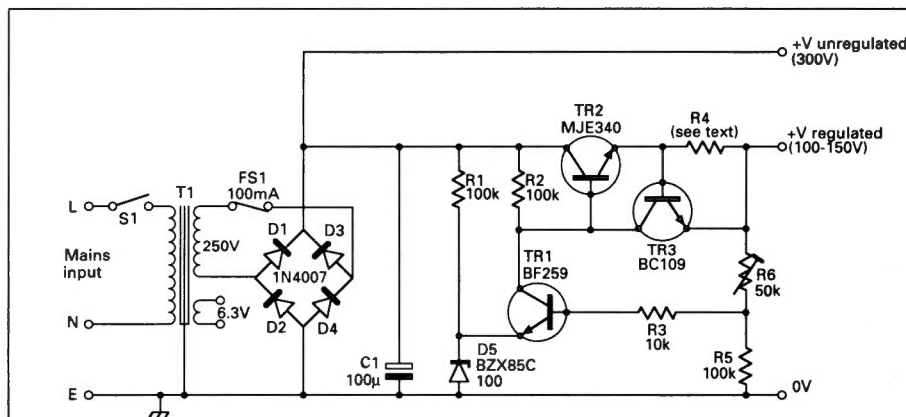 +V unregulated
(300V)
TR2
MJE340
R4
(see text)
+V regulated
(100-150V)
FS1
100mA
T1
R1
100k
R2
100k
L
S1
D1
D3
250V
Mains
input
1N4007
TR3
BC109
TR1
BF259
R6
50k
6.3V
N
D2
D4
R3
10k
D5
BZX85C
100
C1
100μ
R5
100k
E
0V